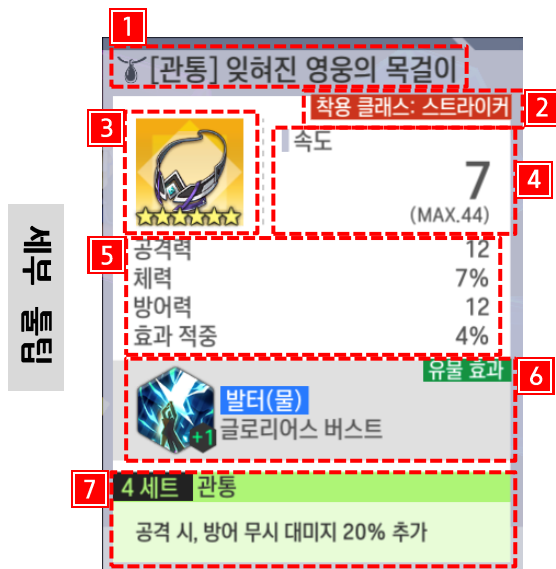 1
[관통] 잊혀진 영웅의 목걸이
착용 클래스: 스트라이커
2
3
속도
7
(MAX.44)
4
세부 툴팁
5
공격력 12
체력 7%
방어력 12
효과 적중 4%
유물 효과
6
발터(물)
+1
글로리어스 버스트
7
4 세트 관통
공격 시, 방어 무시 대미지 20% 추가